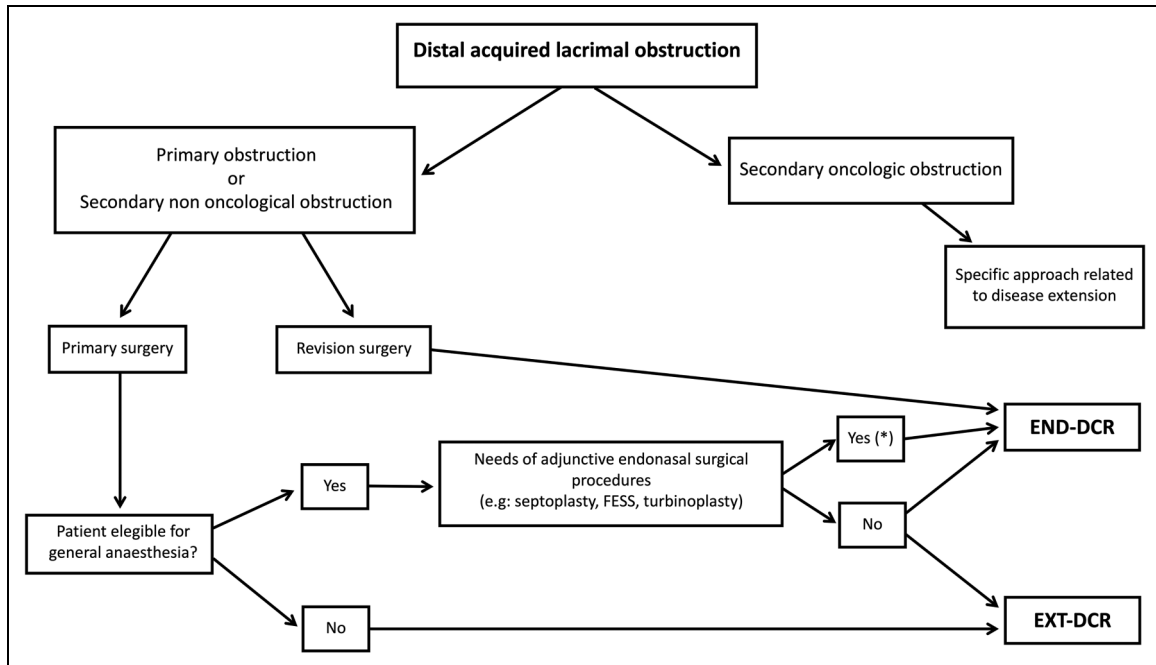 Distal acquired lacrimal obstruction
Primary obstruction
or
Secondary non oncological obstruction
Secondary oncologic obstruction
Specific approach related
to disease extension
Primary surgery
Revision surgery
END-DCR
Yes (*)
Needs of adjunctive endonasal surgical
procedures
(e.g: septoplasty, FESS, turbinoplasty)
Yes
No
Patient elegible for
general anaesthesia?
No
EXT-DCR